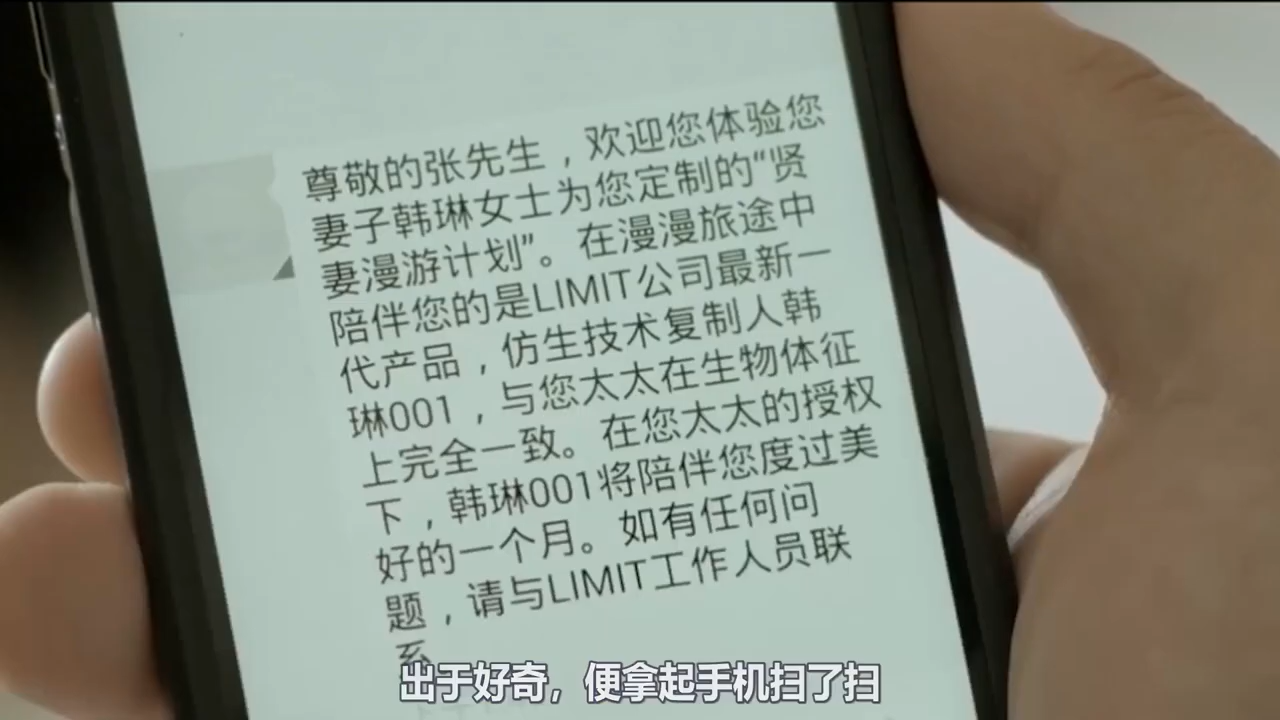 尊敬的张先生，欢迎您体验您
妻子韩琳女士为您定制的“贤
妻漫游计划”。在漫漫旅途中
陪伴您的是LIMIT公司最新一
代产品，仿生技术复制人韩
琳001，与您太太在生物体征
上完全一致。在您太太的授权
下，韩琳001将陪伴您度过美
好的一个月。如有任何问
题，请与LIMIT工作人员联
系
出于好奇，便拿起手机扫了扫